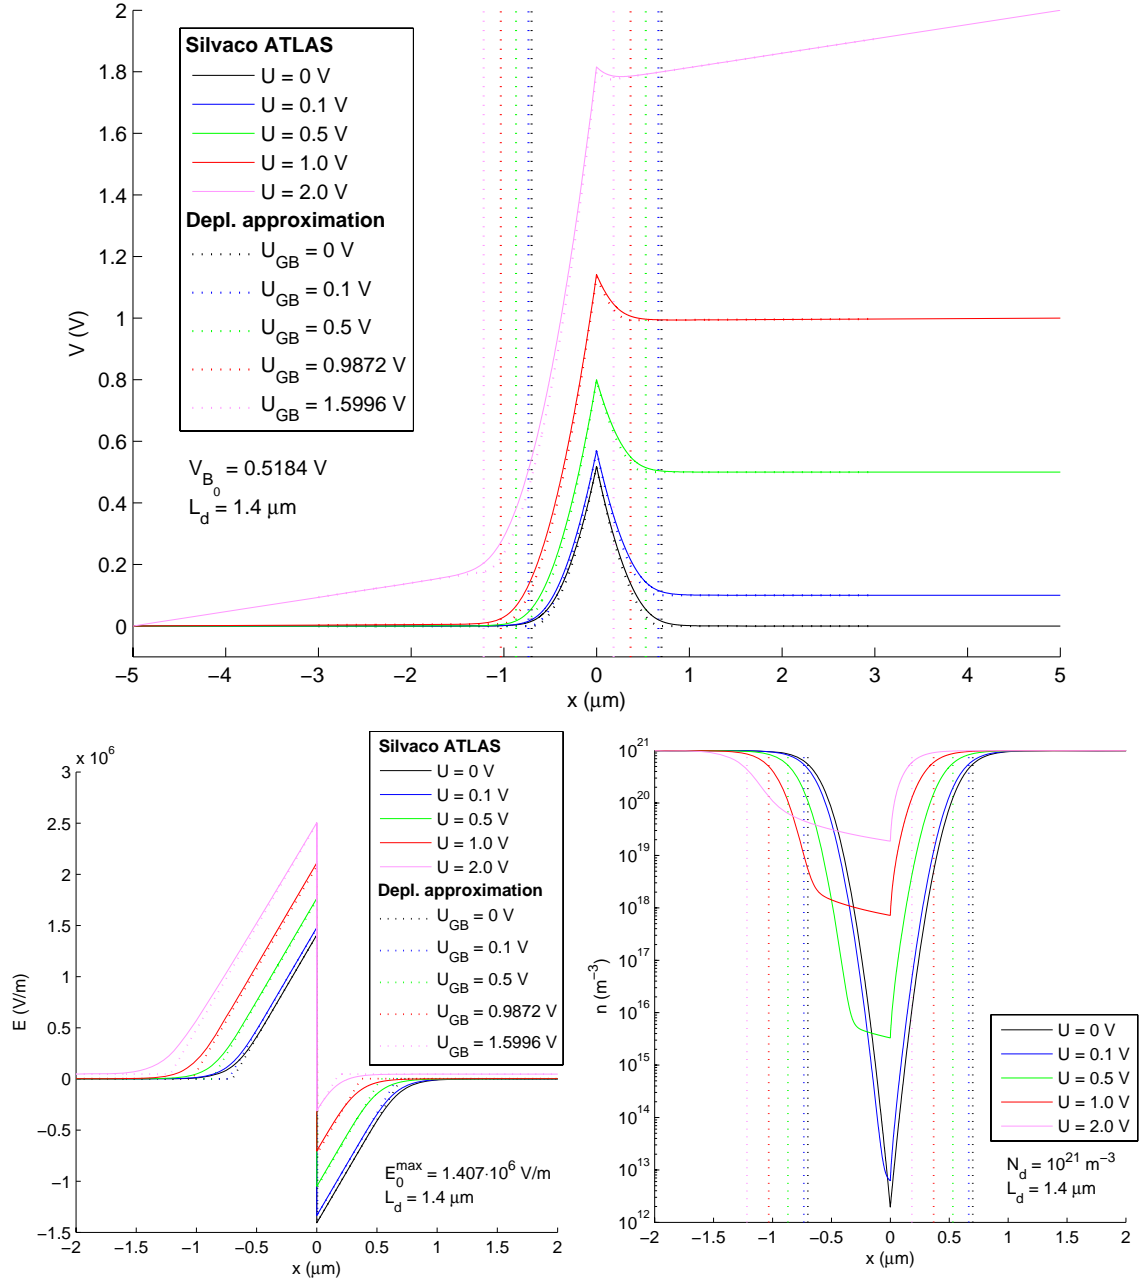 2
1.8
1.6
1.4
1.2
1
0.8
0.6
0.4
0.2
0
V (V)
Silvaco ATLAS
U = 0 V
U = 0.1 V
U = 0.5 V
U = 1.0 V
U = 2.0 V
Depl. approximation
U_GB = 0 V
U_GB = 0.1 V
U_GB = 0.5 V
U_GB = 0.9872 V
U_GB = 1.5996 V
V_B_0 = 0.5184 V
L_d = 1.4 μm
−5 −4 −3 −2 −1 0 1 2 3 4 5
x (μm)
x 10^6
3
2.5
2
1.5
1
0.5
0
−0.5
−1
−1.5
E (V/m)
Silvaco ATLAS
U = 0 V
U = 0.1 V
U = 0.5 V
U = 1.0 V
U = 2.0 V
Depl. approximation
U_GB = 0 V
U_GB = 0.1 V
U_GB = 0.5 V
U_GB = 0.9872 V
U_GB = 1.5996 V
E_0^max = 1.407·10^6 V/m
L_d = 1.4 μm
−2 −1.5 −1 −0.5 0 0.5 1 1.5 2
x (μm)
10^21
10^20
10^19
10^18
10^17
10^16
10^15
10^14
10^13
10^12
n (m^−3)
U = 0 V
U = 0.1 V
U = 0.5 V
U = 1.0 V
U = 2.0 V
N_d = 10^21 m^−3
L_d = 1.4 μm
−2 −1.5 −1 −0.5 0 0.5 1 1.5 2
x (μm)